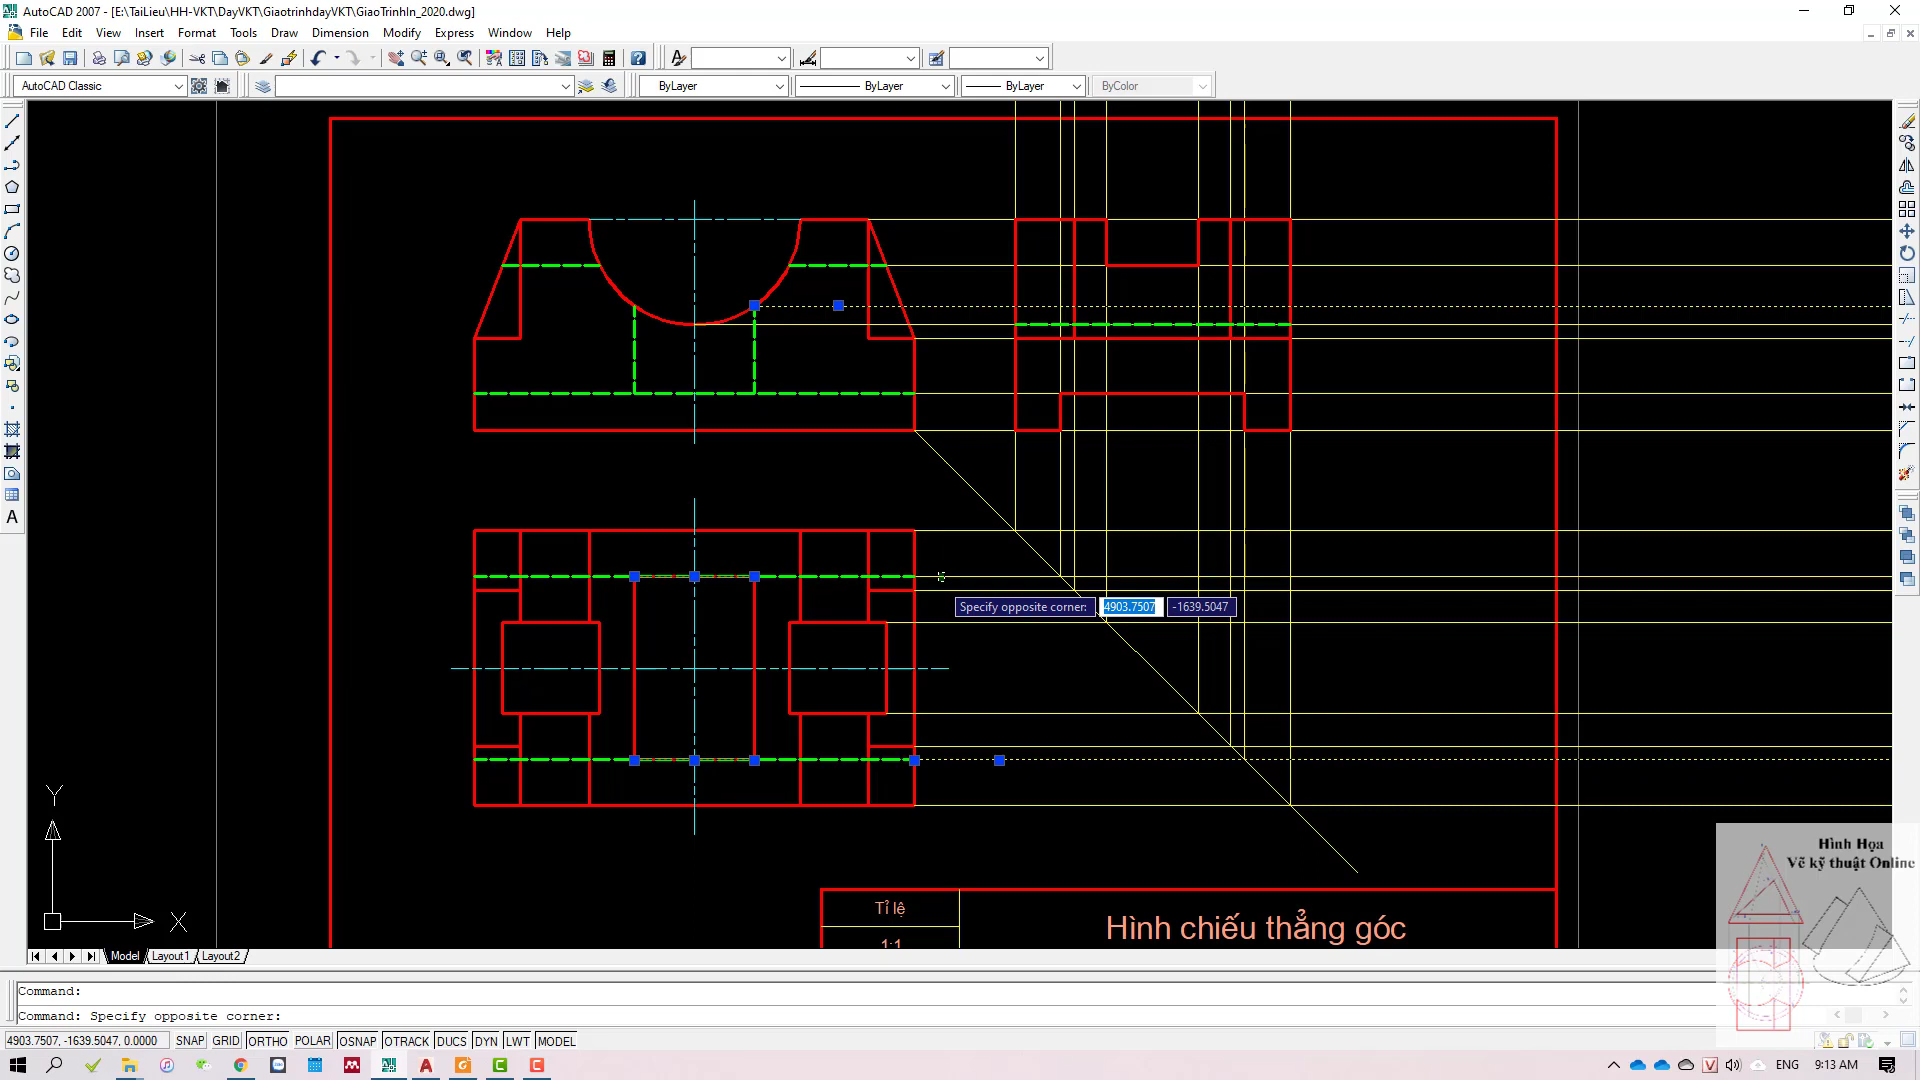 AutoCAD 2007 - [E:\TaiLieu\HH-VKT\DayVKT\GiaotrinhdayVKT\GiaoTrinhIn_2020.dwg]
File Edit View Insert Format Tools Draw Dimension Modify Express Window Help
AutoCAD Classic ByLayer ByLayer ByLayer ByColor
A
Specify opposite corner: 4903.7507 -1639.5047
Y
X
Hình Họa
Vẽ kỹ thuật Online
Tỉ lệ
1:1
Hình chiếu thẳng góc
Model Layout1 Layout2
Command:
Command: Specify opposite corner:
4903.7507, -1639.5047, 0.0000 SNAP GRID ORTHO POLAR OSNAP OTRACK DUCS DYN LWT MODEL
ENG 9:13 AM